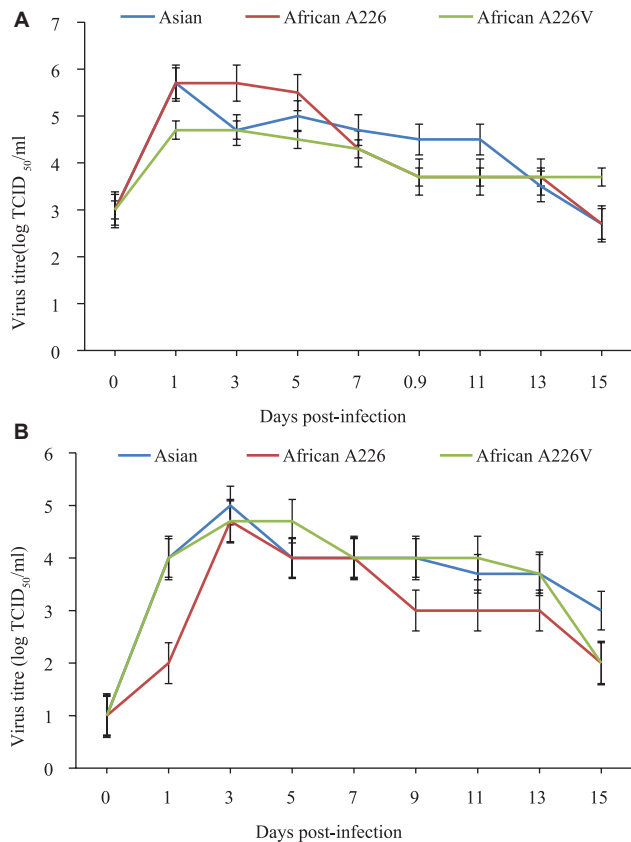 A
Asian African A226 African A226V
Virus titre(log TCID50/ml
7
6
5
4
3
2
1
0
0 1 3 5 7 0.9 11 13 15
Days post-infection
B
Asian African A226 African A226V
Virus titre (log TCID50/ml)
6
5
4
3
2
1
0
0 1 3 5 7 9 11 13 15
Days post-infection